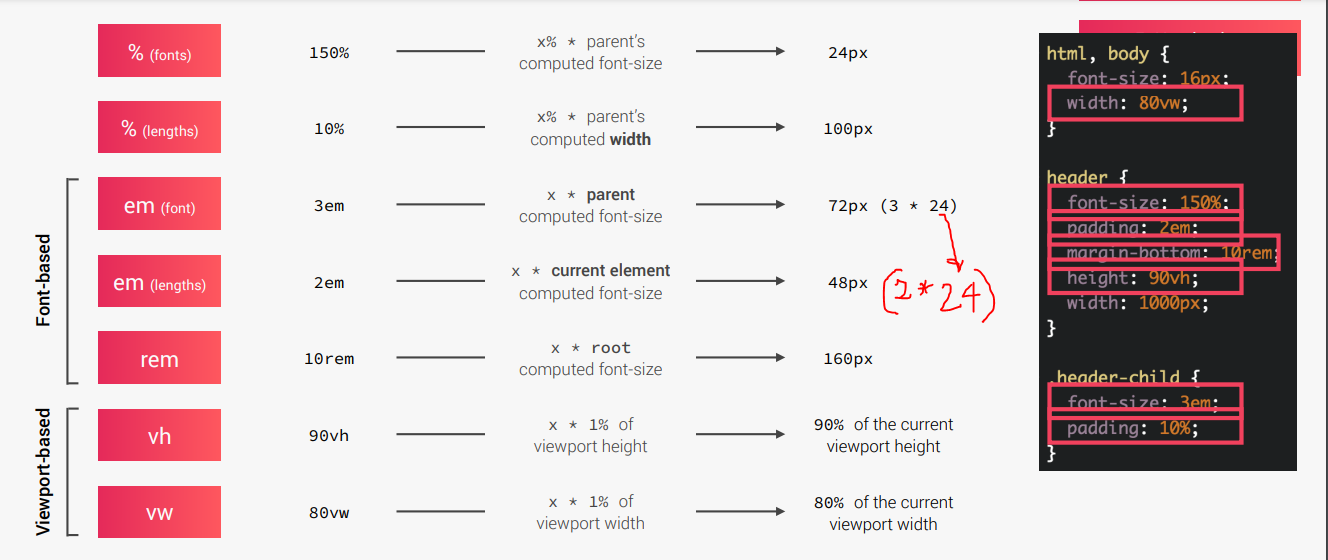 % (fonts)
150%
x% * parent's
computed font-size
24px
% (lengths)
10%
x% * parent's
computed width
100px
Font-based
em (font)
3em
x * parent
computed font-size
72px (3 * 24)
em (lengths)
2em
x * current element
computed font-size
48px
(2*24)
rem
10rem
x * root
computed font-size
160px
Viewport-based
vh
90vh
x * 1% of
viewport height
90% of the current
viewport height
vw
80vw
x * 1% of
viewport width
80% of the current
viewport width
html, body {
font-size: 16px;
width: 80vw;
}
header {
font-size: 150%;
padding: 2em;
margin-bottom: 10rem;
height: 90vh;
width: 1000px;
}
.header-child {
font-size: 3em;
padding: 10%;
}